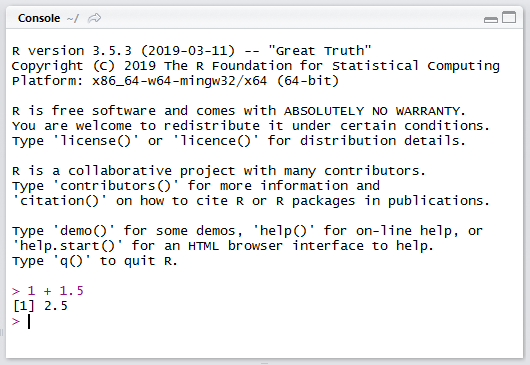 Console ~/
R version 3.5.3 (2019-03-11) -- "Great Truth"
Copyright (C) 2019 The R Foundation for Statistical Computing
Platform: x86_64-w64-mingw32/x64 (64-bit)
R is free software and comes with ABSOLUTELY NO WARRANTY.
You are welcome to redistribute it under certain conditions.
Type 'license()' or 'licence()' for distribution details.
R is a collaborative project with many contributors.
Type 'contributors()' for more information and
'citation()' on how to cite R or R packages in publications.
Type 'demo()' for some demos, 'help()' for on-line help, or
'help.start()' for an HTML browser interface to help.
Type 'q()' to quit R.
> 1 + 1.5
[1] 2.5
>